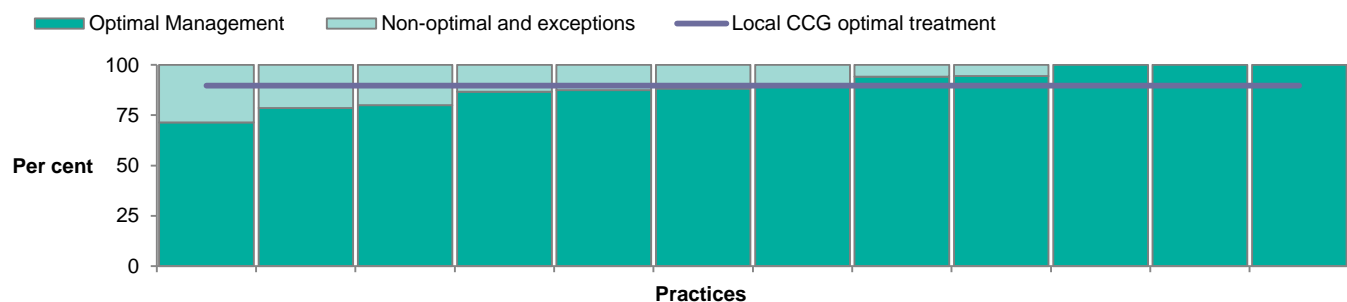 Optimal Management Non-optimal and exceptions Local CCG optimal treatment
100
75
Per cent
50
25
0
Practices